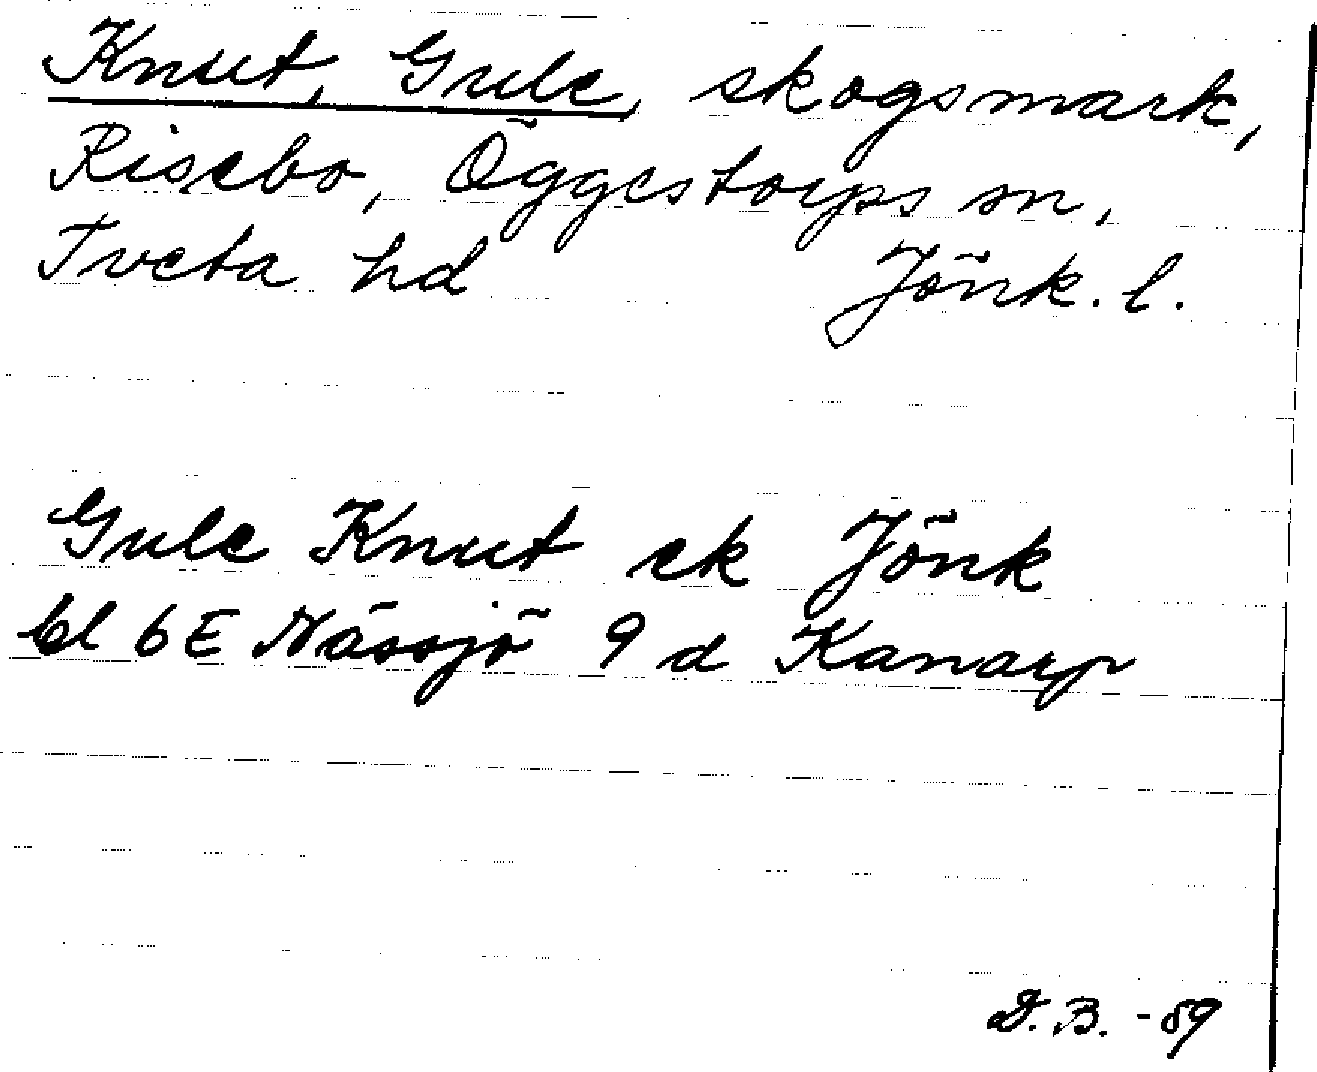 Knut, Gule, skogsmark,
Risebo, Öggestorps sn,
Tveta hd Jönk. l.
Gule Knut ek Jönk
bl 6E Nässjö 9 d Kanarp
D.B. -89